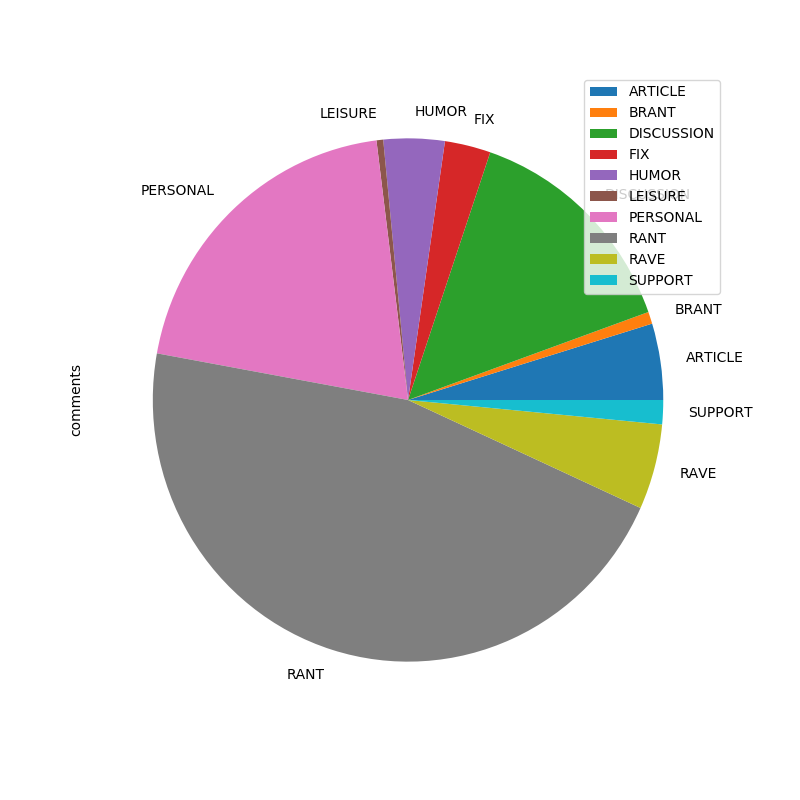 LEISURE
HUMOR
FIX
PERSONAL
DISCUSSION
BRANT
ARTICLE
SUPPORT
RAVE
RANT
comments
ARTICLE
BRANT
DISCUSSION
FIX
HUMOR
LEISURE
PERSONAL
RANT
RAVE
SUPPORT